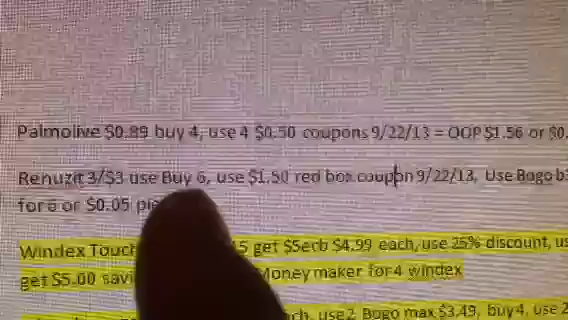 Palmolive $0.89 buy 4, use 4 $0.50 coupons 9/22/13 = OOP $1.56 or $0.
Renuzit 3/$3 use Buy 6, use $1.50 red box coupon 9/22/13, Use Bogo
for 6 or $0.05
Windex Touch 5 get $5ecb $4.99 each, use 25% discount,
get $5.00 Money maker for 4 windex
use 2 Bogo max $3.49, buy 4, use 2